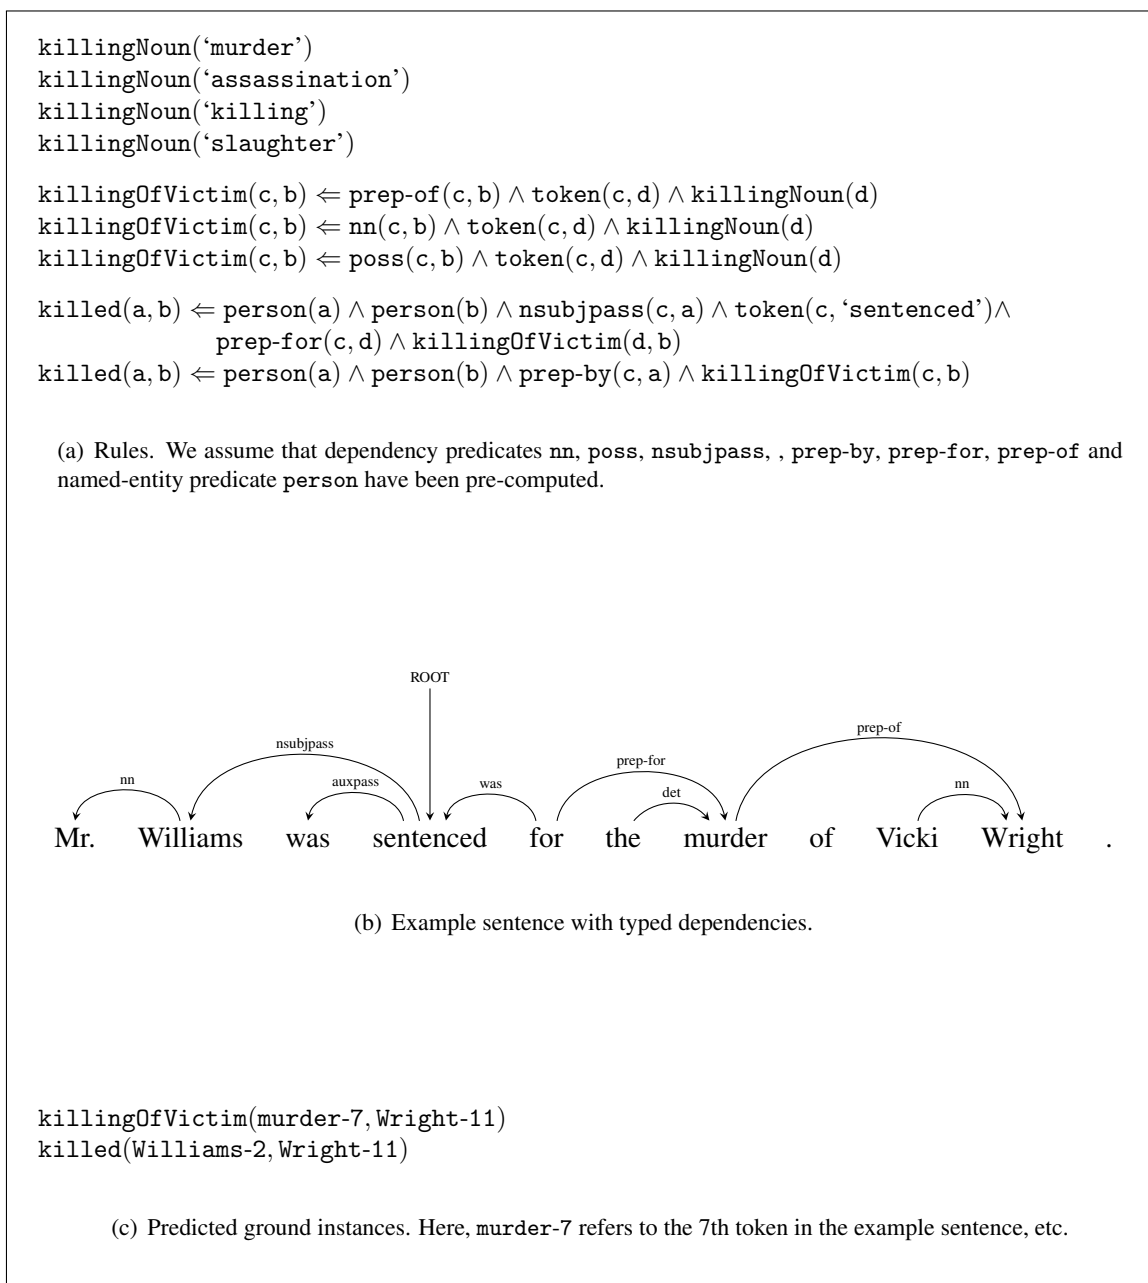 killingNoun(‘murder’)
killingNoun(‘assassination’)
killingNoun(‘killing’)
killingNoun(‘slaughter’)
killingOfVictim(c, b) ⇐ prep-of(c, b) ∧ token(c, d) ∧ killingNoun(d)
killingOfVictim(c, b) ⇐ nn(c, b) ∧ token(c, d) ∧ killingNoun(d)
killingOfVictim(c, b) ⇐ poss(c, b) ∧ token(c, d) ∧ killingNoun(d)
killed(a, b) ⇐ person(a) ∧ person(b) ∧ nsubjpass(c, a) ∧ token(c, ‘sentenced’)∧
prep-for(c, d) ∧ killingOfVictim(d, b)
killed(a, b) ⇐ person(a) ∧ person(b) ∧ prep-by(c, a) ∧ killingOfVictim(c, b)
(a) Rules. We assume that dependency predicates nn, poss, nsubjpass, , prep-by, prep-for, prep-of and
named-entity predicate person have been pre-computed.
ROOT
prep-of
nsubjpass
prep-for
nn auxpass was det nn
Mr. Williams was sentenced for the murder of Vicki Wright .
(b) Example sentence with typed dependencies.
killingOfVictim(murder-7, Wright-11)
killed(Williams-2, Wright-11)
(c) Predicted ground instances. Here, murder-7 refers to the 7th token in the example sentence, etc.